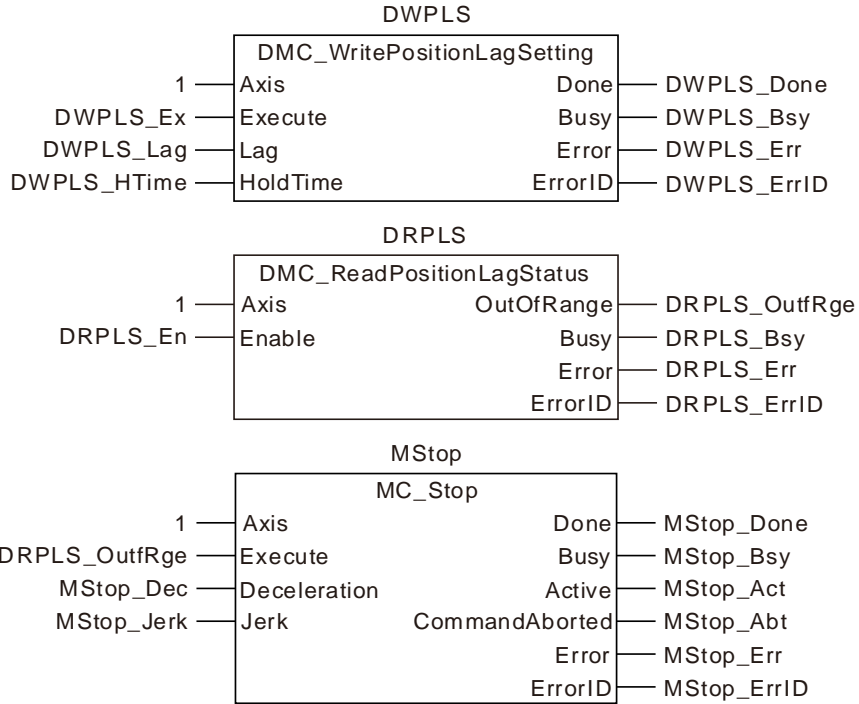 DWPLS
DMC_WritePositionLagSetting
1 Axis Done DWPLS_Done
DWPLS_Ex Execute Busy DWPLS_Bsy
DWPLS_Lag Lag Error DWPLS_Err
DWPLS_HTime HoldTime ErrorID DWPLS_ErrID
DRPLS
DMC_ReadPositionLagStatus
1 Axis OutOfRange DRPLS_OutfRge
DRPLS_En Enable Busy DRPLS_Bsy
Error DRPLS_Err
ErrorID DRPLS_ErrID
MStop
MC_Stop
1 Axis Done MStop_Done
DRPLS_OutfRge Execute Busy MStop_Bsy
MStop_Dec Deceleration Active MStop_Act
MStop_Jerk Jerk CommandAborted MStop_Abt
Error MStop_Err
ErrorID MStop_ErrID